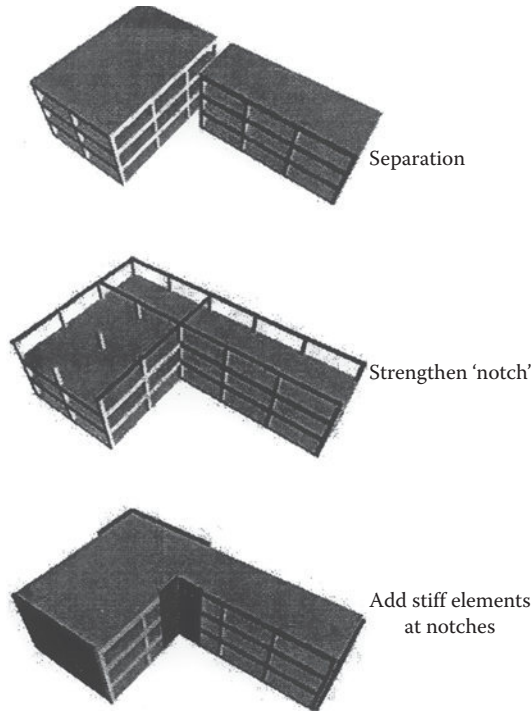 Separation
Strengthen ‘notch’
Add stiff elements
at notches